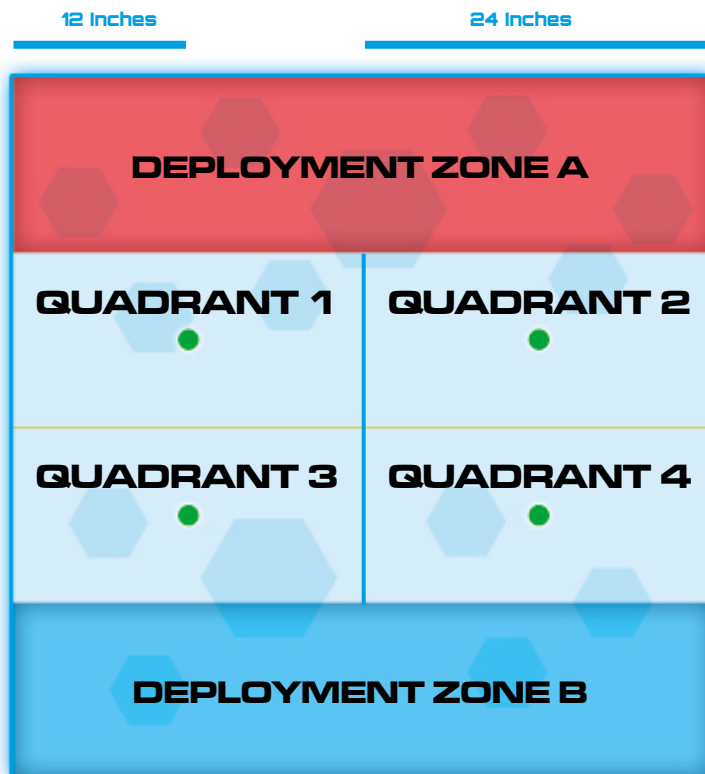 12 Inches
24 Inches
DEPLOYMENT ZONE A
QUADRANT 1
QUADRANT 2
QUADRANT 3
QUADRANT 4
DEPLOYMENT ZONE B